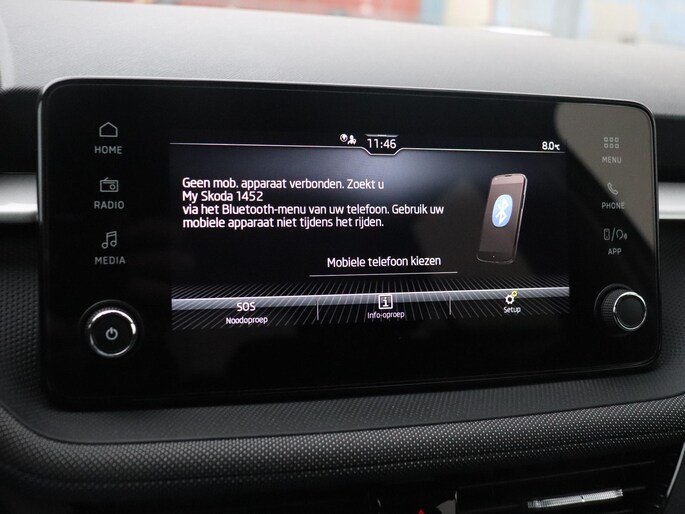 11:46
8.0°C
HOME
RADIO
MEDIA
Geen mob. apparaat verbonden. Zoekt u
My Skoda 1452
via het Bluetooth-menu van uw telefoon. Gebruik uw
mobiele apparaat niet tijdens het rijden.
Mobiele telefoon kiezen
SOS
Noodoproep
Info-oproep
Setup
MENU
PHONE
APP